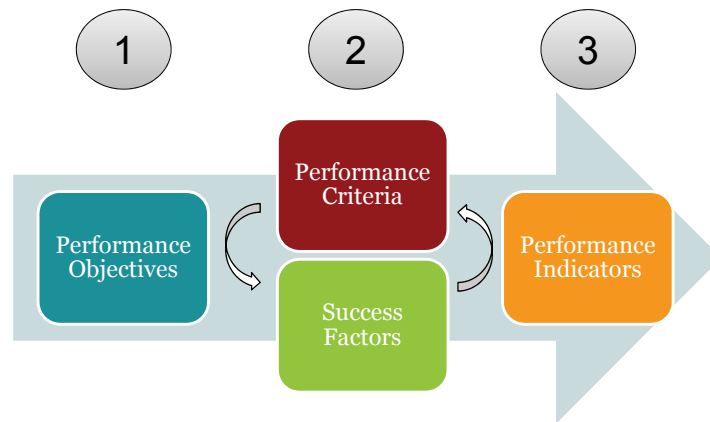 1
2
3
Performance
Objectives
Performance
Criteria
Success
Factors
Performance
Indicators